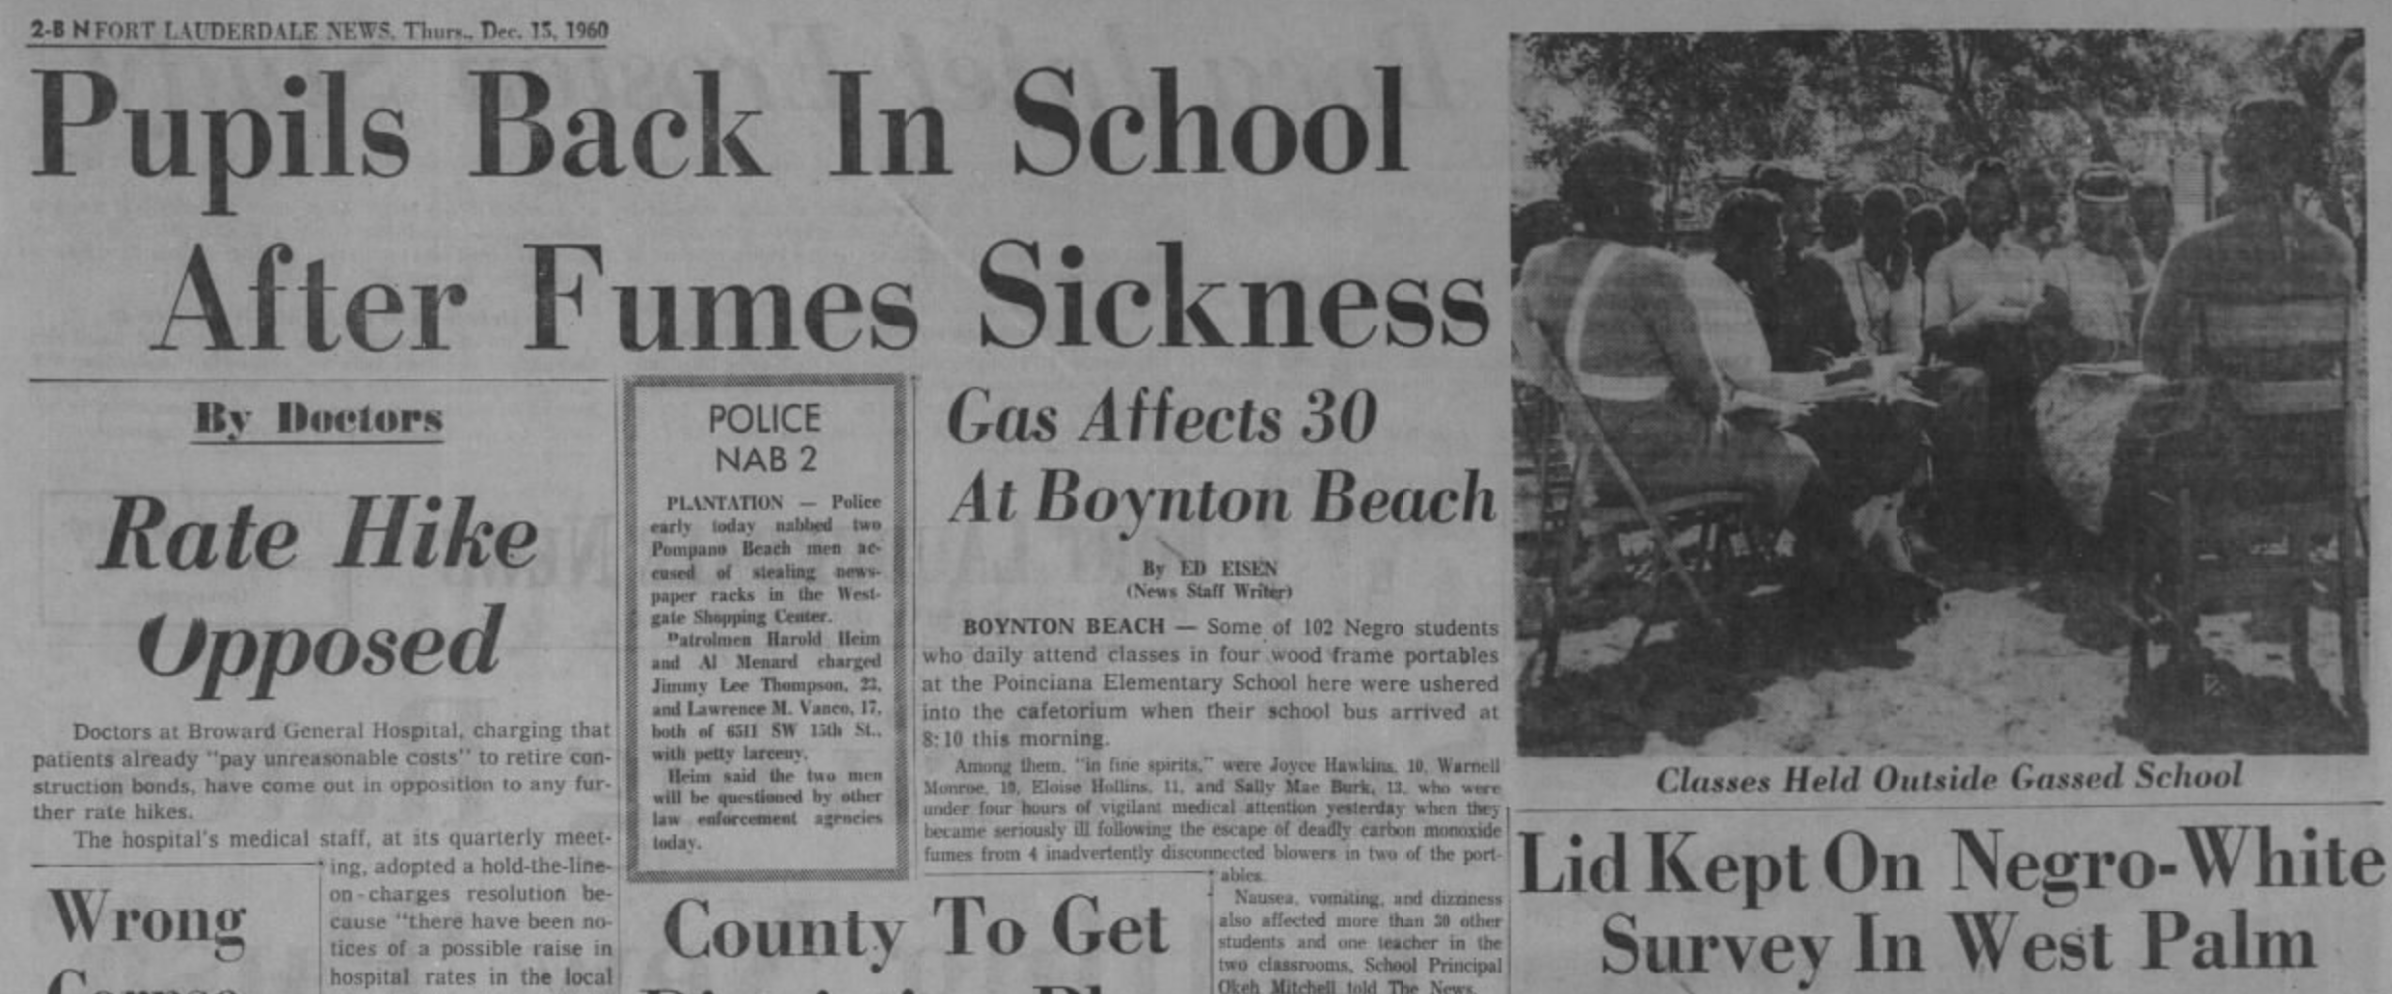 2-B N FORT LAUDERDALE NEWS, Thurs., Dec. 15, 1960
Pupils Back In School
After Fumes Sickness
By Doctors
Rate Hike
Opposed
Doctors at Broward General Hospital, charging that
patients already "pay unreasonable costs" to retire con-
struction bonds, have come out in opposition to any fur-
ther rate hikes.
The hospital's medical staff, at its quarterly meet-
ing, adopted a hold-the-line-
on-charges resolution be-
cause "there have been no-
tices of a possible raise in
hospital rates in the local
Wrong
POLICE
NAB 2
PLANTATION — Police
early today nabbed two
Pompano Beach men ac-
cused of stealing news-
paper racks in the West-
gate Shopping Center.
Patrolmen Harold Heim
and Al Menard charged
Jimmy Lee Thompson, 23,
and Lawrence M. Vanco, 17,
both of 6511 SW 15th St.,
with petty larceny.
Heim said the two men
will be questioned by other
law enforcement agencies
today.
Gas Affects 30
At Boynton Beach
By ED EISEN
(News Staff Writer)
BOYNTON BEACH — Some of 102 Negro students
who daily attend classes in four wood frame portables
at the Poinciana Elementary School here were ushered
into the cafetorium when their school bus arrived at
8:10 this morning.
Among them, "in fine spirits," were Joyce Hawkins, 10, Warnell
Monroe, 10, Eloise Hollins, 11, and Sally Mae Burk, 13, who were
under four hours of vigilant medical attention yesterday when they
became seriously ill following the escape of deadly carbon monoxide
fumes from 4 inadvertently disconnected blowers in two of the port-
ables.
Nausea, vomiting, and dizziness
also affected more than 30 other
students and one teacher in the
two classrooms, School Principal
Okeh Mitchell told The News.
County To Get
Classes Held Outside Gassed School
Lid Kept On Negro-White
Survey In West Palm